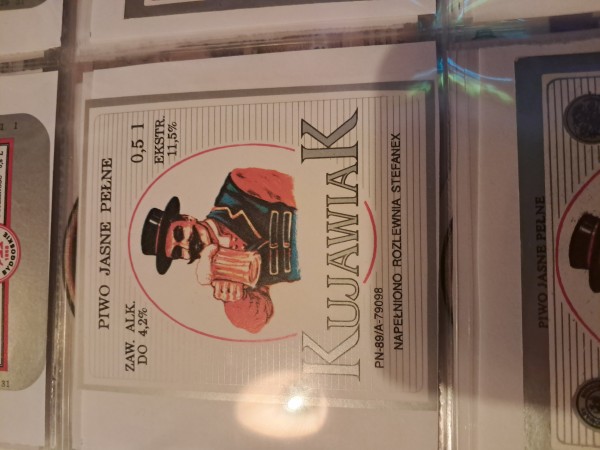 PIWO JASNE PEŁNE
ZAW. ALK.
DO 4,2%
0,5 l
EKSTR.
11,5%
KUJAWIAK
PN-89/A-79098
NAPEŁNIONO ROZLEWNIA STEFANEX
PIWO JASNE PEŁNE
31